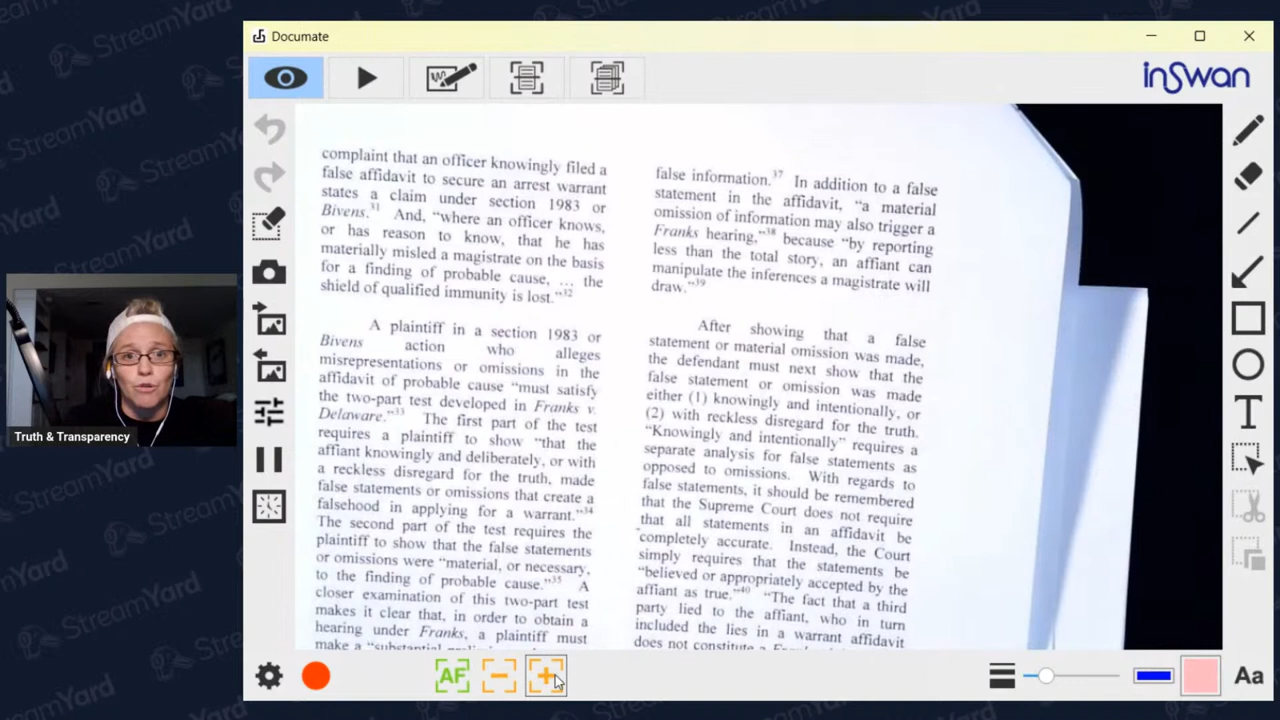 StreamYard
Documate
inSwan
complaint that an officer knowingly filed a
false affidavit to secure an arrest warrant
states a claim under section 1983 or
Bivens.31 And, "where an officer knows,
or has reason to know, that he has
materially misled a magistrate on the basis
for a finding of probable cause, ... the
shield of qualified immunity is lost."32
A plaintiff in a section 1983 or
Bivens action who alleges
misrepresentations or omissions in the
affidavit of probable cause "must satisfy
the two-part test developed in Franks v.
Delaware."33 The first part of the test
requires a plaintiff to show "that the
affiant knowingly and deliberately, or with
a reckless disregard for the truth, made
false statements or omissions that create a
falsehood in applying for a warrant."34
The second part of the test requires the
plaintiff to show that the false statements
or omissions were "material, or necessary,
to the finding of probable cause."35 A
closer examination of this two-part test
makes it clear that, in order to obtain a
hearing under Franks, a plaintiff must
make a "substantial
false information.37 In addition to a false
statement in the affidavit, "a material
omission of information may also trigger a
Franks hearing,"38 because "by reporting
less than the total story, an affiant can
manipulate the inferences a magistrate will
draw."39
After showing that a false
statement or material omission was made,
the defendant must next show that the
false statement or omission was made
either (1) knowingly and intentionally, or
(2) with reckless disregard for the truth.
"Knowingly and intentionally" requires a
separate analysis for false statements as
opposed to omissions. With regards to
false statements, it should be remembered
that the Supreme Court does not require
that all statements in an affidavit be
completely accurate. Instead, the Court
simply requires that the statements be
"believed or appropriately accepted by the
affiant as true."40 "The fact that a third
party lied to the affiant, who in turn
included the lies in a warrant affidavit
does not constitute a
Truth & Transparency
AF
T
Aa